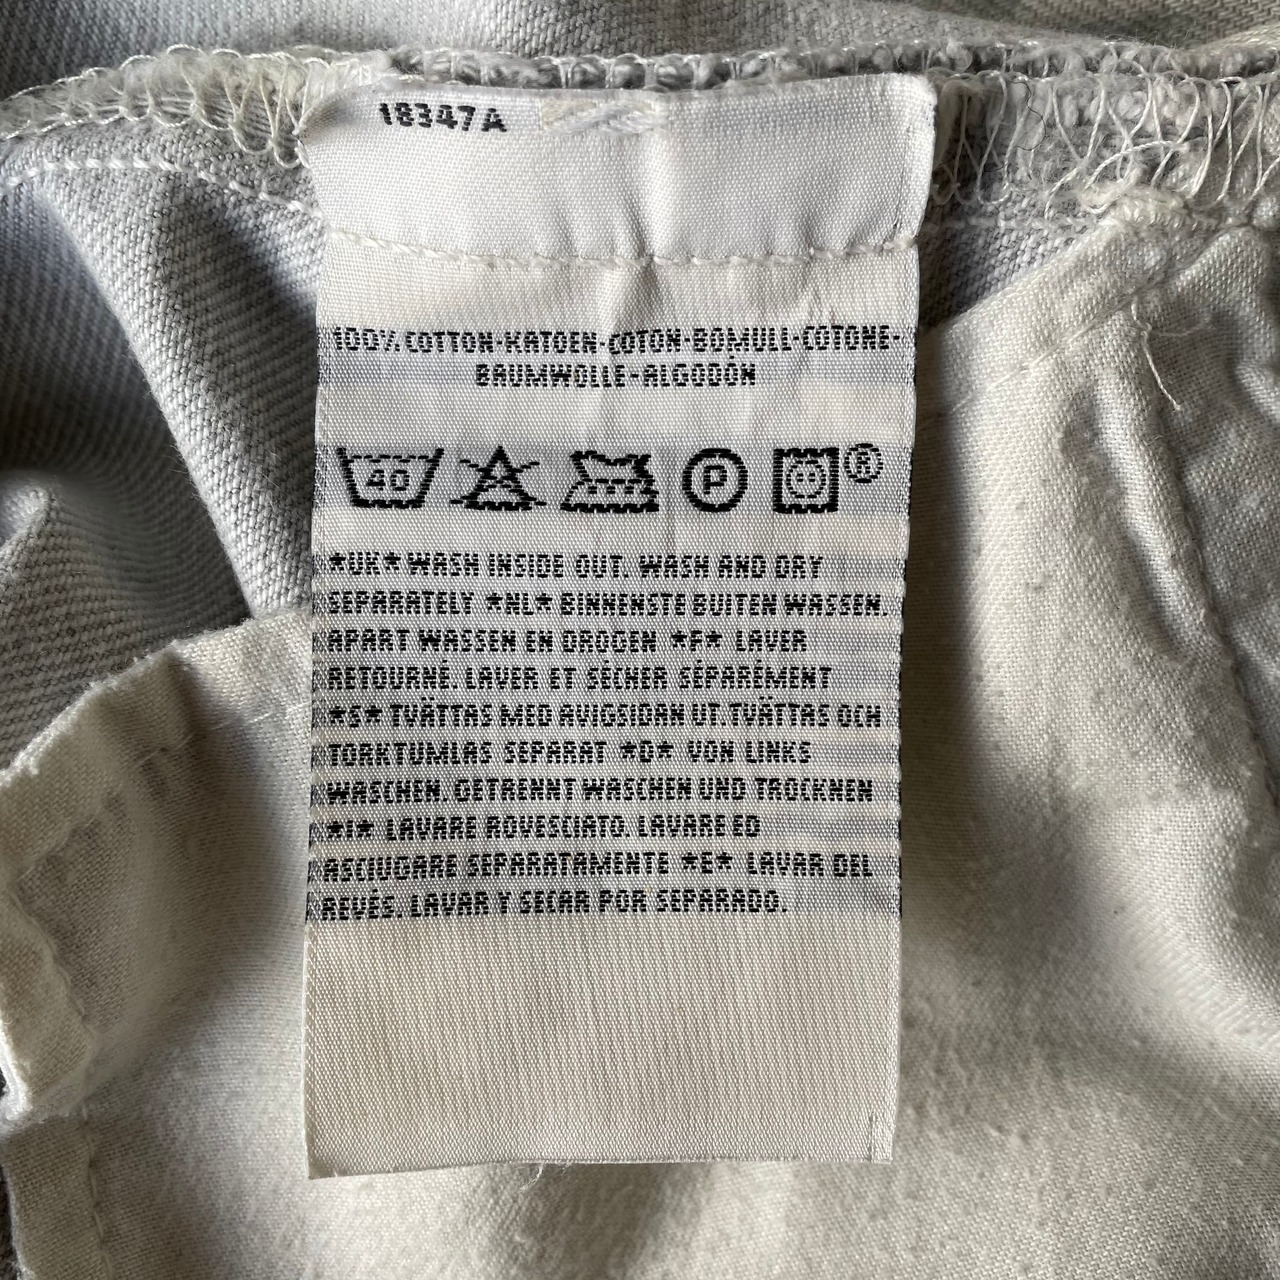 18347A
100% COTTON-KATOEN-COTON-BOMULL-COTONE-
BAUMWOLLE-ALGODÓN
40 P ®
*UK* WASH INSIDE OUT. WASH AND DRY
SEPARATELY *NL* BINNENSTE BUITEN WASSEN.
APART WASSEN EN DROGEN *F* LAVER
RETOURNÉ. LAVER ET SÉCHER SÉPARÉMENT
*S* TVÄTTAS MED AVIGSIDAN UT. TVÄTTAS OCH
TORKTUMLAS SEPARAT *D* VON LINKS
WASCHEN. GETRENNT WASCHEN UND TROCKNEN
*I* LAVARE ROVESCIATO. LAVARE ED
ASCIUGARE SEPARATAMENTE *E* LAVAR DEL
REVÉS. LAVAR Y SECAR POR SEPARADO.